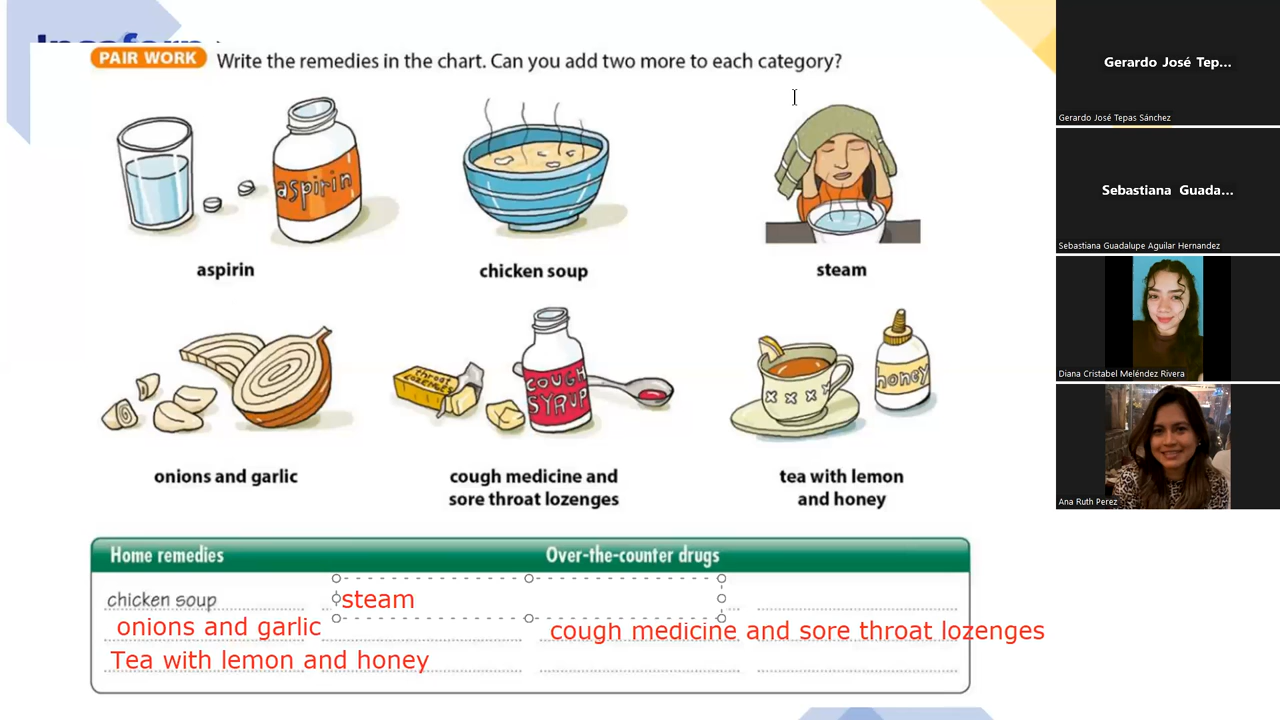 PAIR WORK Write the remedies in the chart. Can you add two more to each category?
aspirin
aspirin
chicken soup
steam
throat
lozenges
COUGH
SYRUP
honey
onions and garlic
cough medicine and
sore throat lozenges
tea with lemon
and honey
Home remedies
Over-the-counter drugs
chicken soup
steam
onions and garlic
cough medicine and sore throat lozenges
Tea with lemon and honey
Gerardo José Tep...
Gerardo José Tepas Sánchez
Sebastiana Guada...
Sebastiana Guadalupe Aguilar Hernandez
Diana Cristabel Meléndez Rivera
Ana Ruth Perez